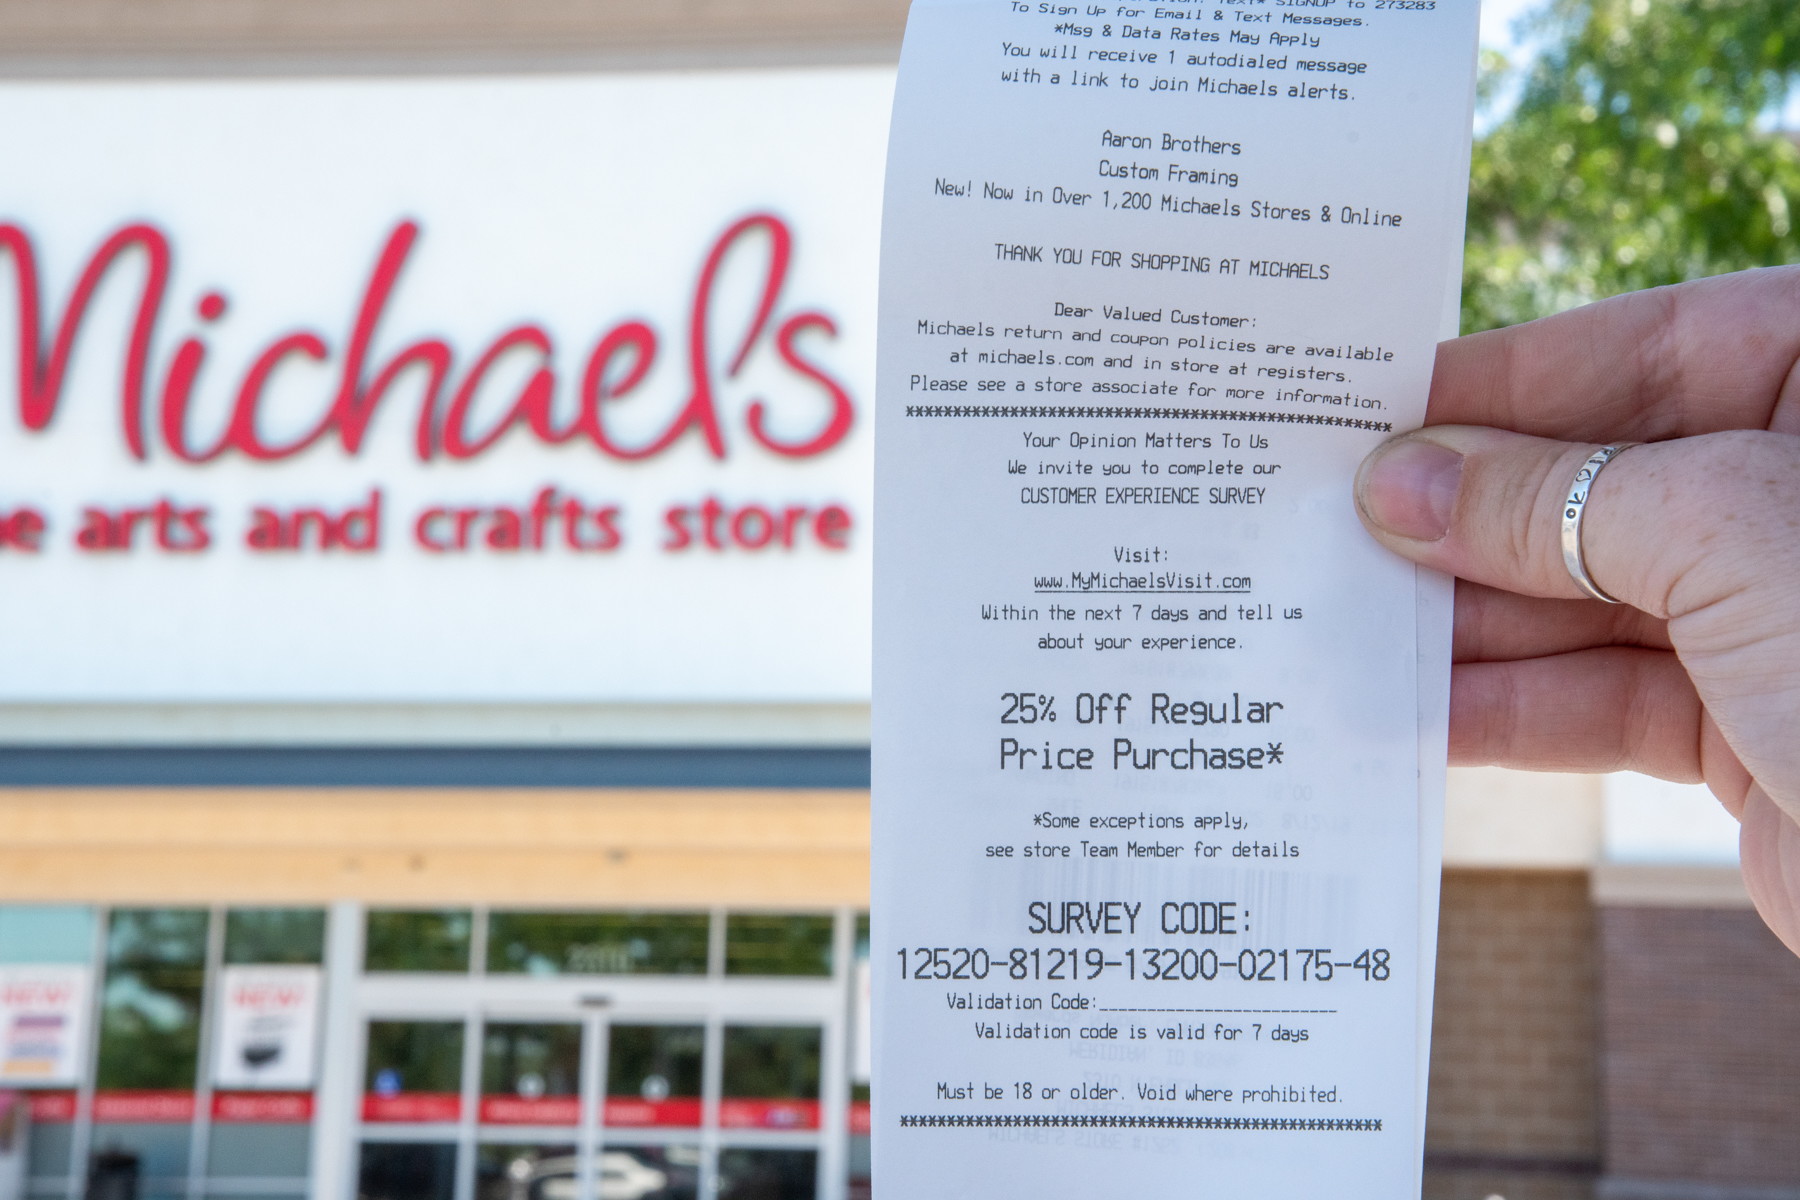 Michaels
arts and crafts store
SIGNUP to 273283
To Sign Up for Email & Text Messages.
*Msg & Data Rates May Apply
You will receive 1 autodialed message
with a link to join Michaels alerts.
Aaron Brothers
Custom Framing
New! Now in Over 1,200 Michaels Stores & Online
THANK YOU FOR SHOPPING AT MICHAELS
Dear Valued Customer:
Michaels return and coupon policies are available
at michaels.com and in store at registers.
Please see a store associate for more information.
Your Opinion Matters To Us
We invite you to complete our
CUSTOMER EXPERIENCE SURVEY
Visit:
www.MyMichaelsVisit.com
Within the next 7 days and tell us
about your experience.
25% Off Regular
Price Purchase*
*Some exceptions apply,
see store Team Member for details
SURVEY CODE:
12520-81219-13200-02175-48
Validation Code:_________________________
Validation code is valid for 7 days
Must be 18 or older. Void where prohibited.
NEW!
NEW!